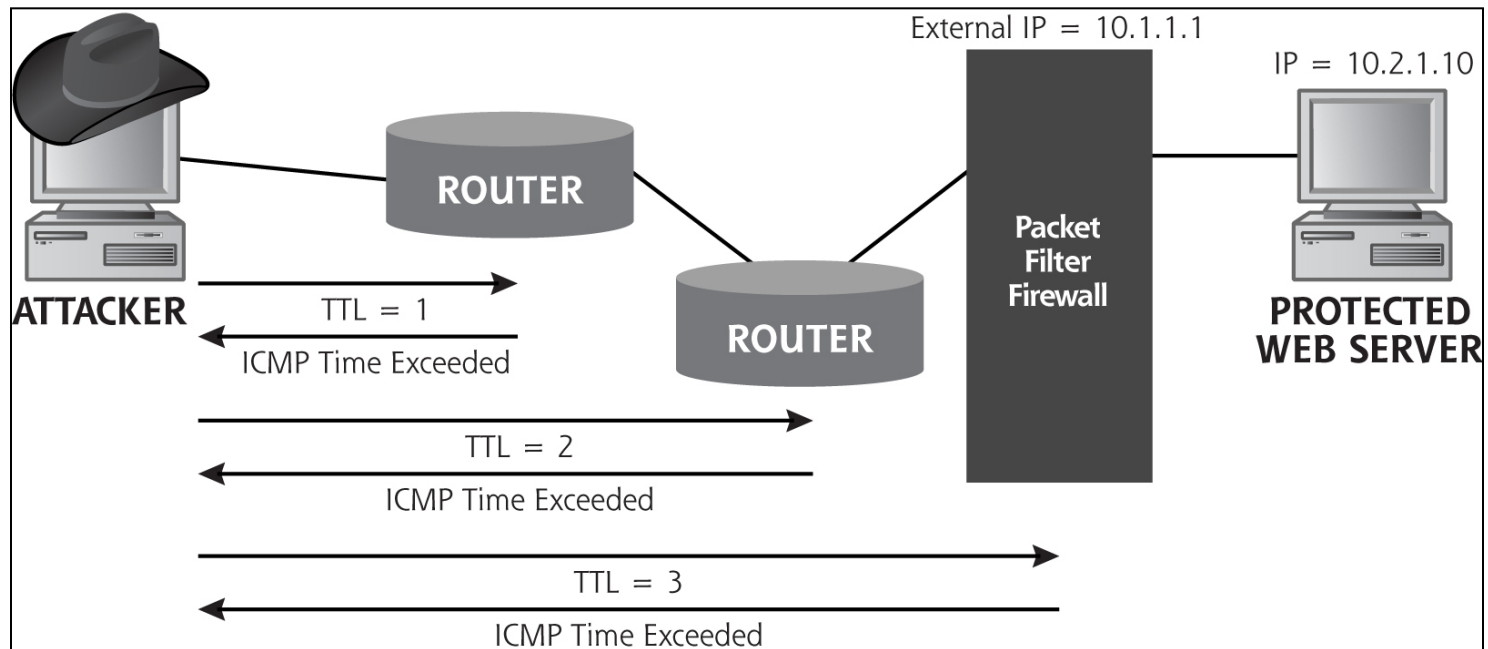 External IP = 10.1.1.1
IP = 10.2.1.10
ROUTER
Packet
Filter
Firewall
ATTACKER
PROTECTED
WEB SERVER
TTL = 1
ICMP Time Exceeded
ROUTER
TTL = 2
ICMP Time Exceeded
TTL = 3
ICMP Time Exceeded